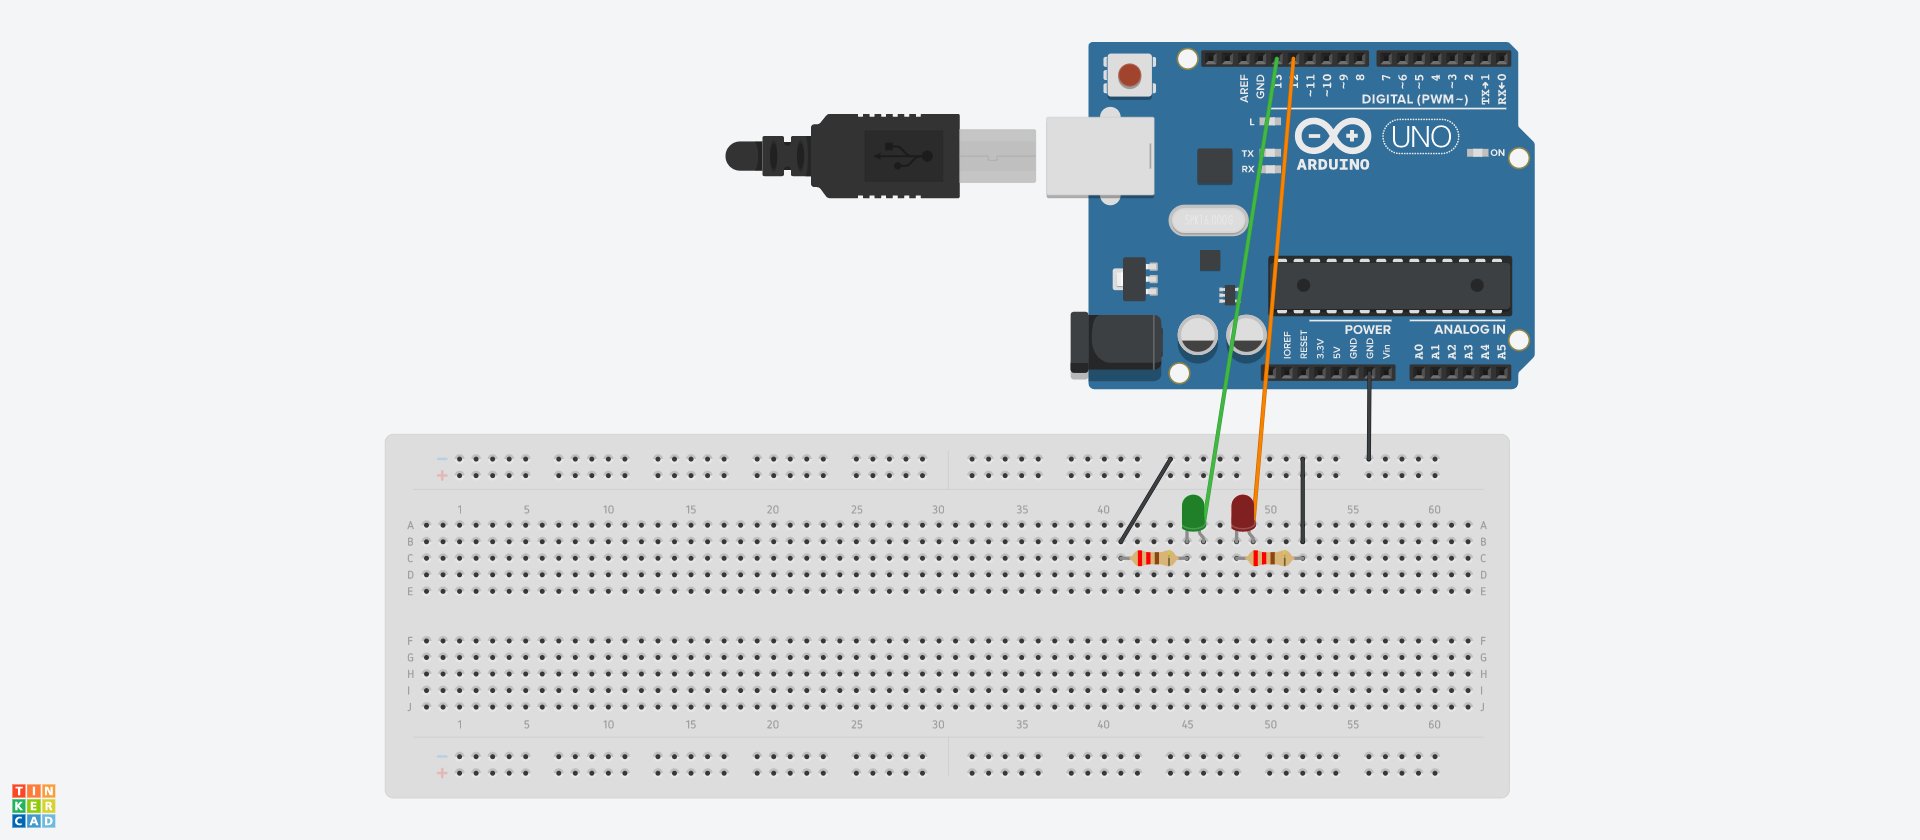 AREF
GND
13
12
~11
~10
~9
8
7
~6
~5
4
~3
2
TX→1
RX←0
DIGITAL (PWM~)
L
TX
RX
ARDUINO
UNO
ON
IOREF
RESET
3.3V
5V
GND
GND
Vin
POWER
ANALOG IN
A0
A1
A2
A3
A4
A5
1 5 10 15 20 25 30 35 40 50 55 60
A A
B B
C C
D D
E E
F F
G G
H H
I I
J J
1 5 10 15 20 25 30 35 40 45 50 55 60
TIN
KER
CAD